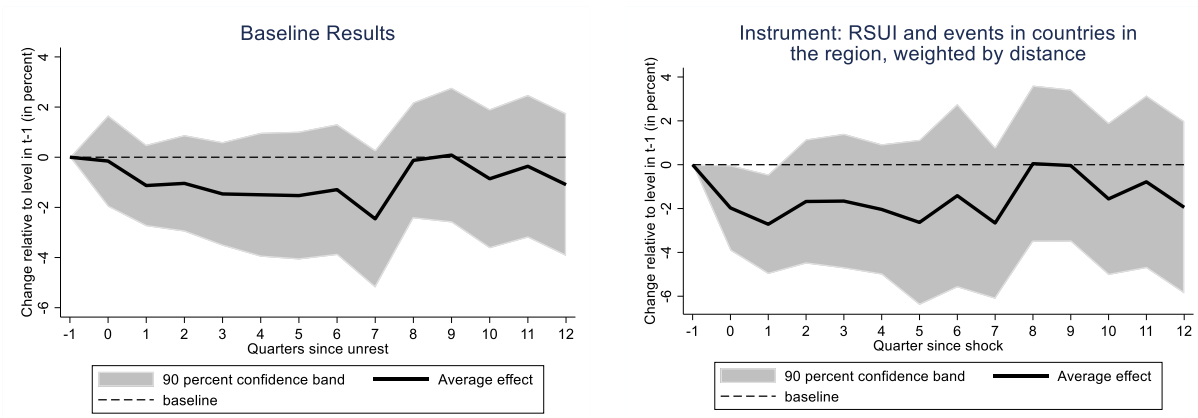 Baseline Results
Change relative to level in t-1 (in percent)
4
2
0
-2
-4
-6
-1 0 1 2 3 4 5 6 7 8 9 10 11 12
Quarters since unrest
90 percent confidence band Average effect
baseline
Instrument: RSUI and events in countries in
the region, weighted by distance
Change relative to level in t-1 (in percent)
4
2
0
-2
-4
-6
-1 0 1 2 3 4 5 6 7 8 9 10 11 12
Quarter since shock
90 percent confidence band Average effect
baseline